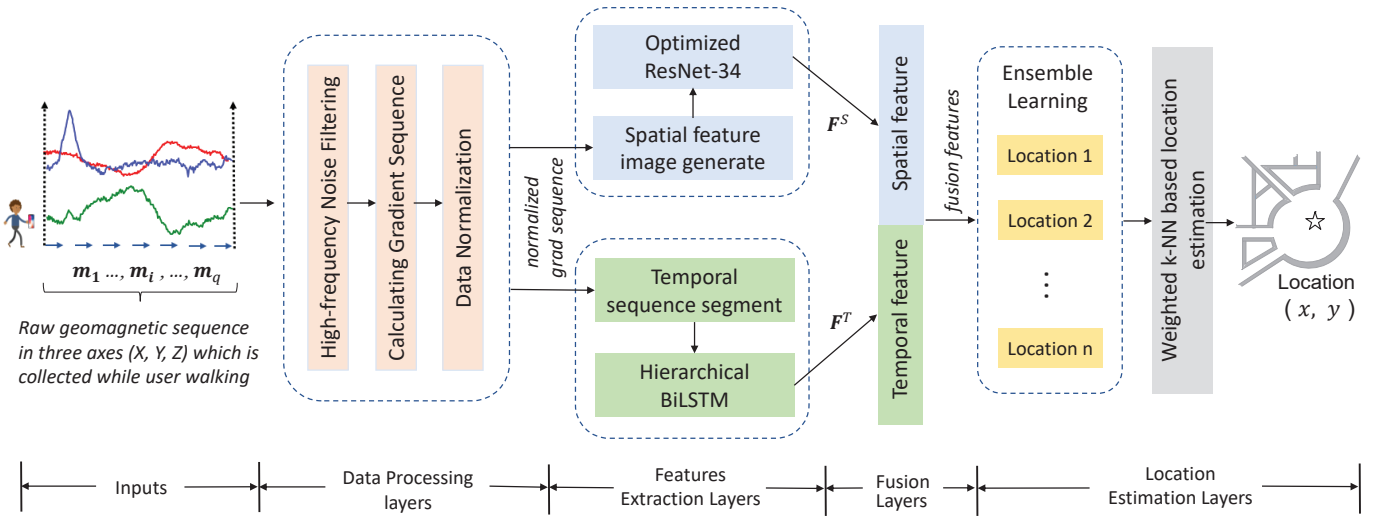 m₁ ..., mᵢ , ..., m_q
Raw geomagnetic sequence
in three axes (X, Y, Z) which is
collected while user walking
High-frequency Noise Filtering
Calculating Gradient Sequence
Data Normalization
normalized
grad sequence
Optimized
ResNet-34
Spatial feature
image generate
Temporal
sequence segment
Hierarchical
BiLSTM
F^S
F^T
Spatial feature
Temporal feature
fusion features
Ensemble
Learning
Location 1
Location 2
⋮
Location n
Weighted k-NN based location
estimation
Location
( x, y )
Inputs
Data Processing
layers
Features
Extraction Layers
Fusion
Layers
Location
Estimation Layers